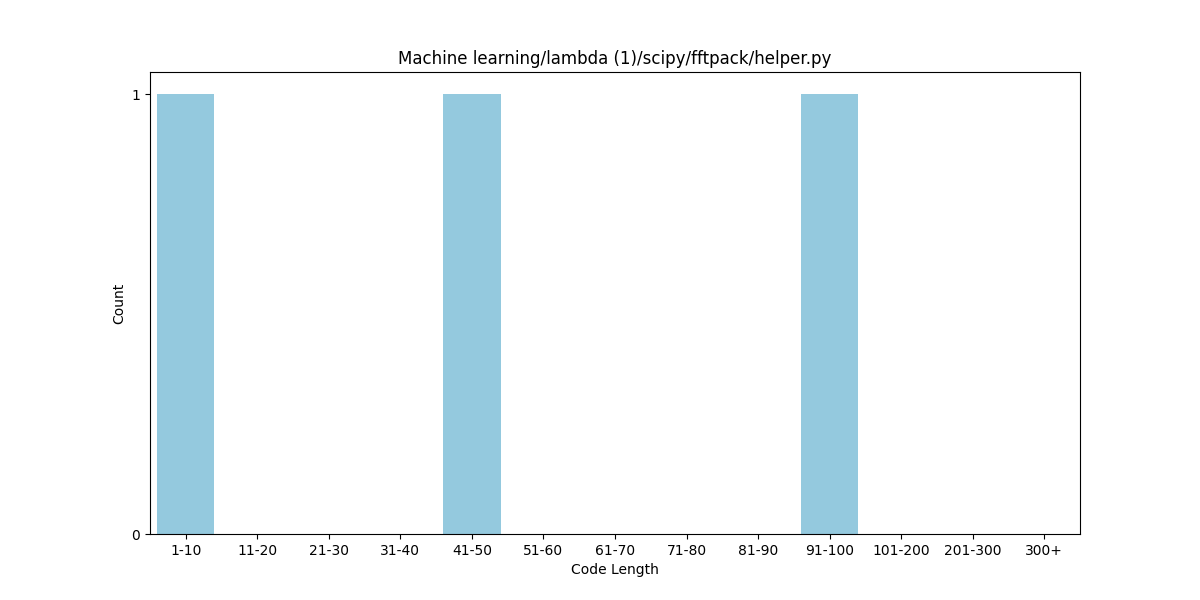 Machine learning/lambda (1)/scipy/fftpack/helper.py
1
Count
0
1-10 11-20 21-30 31-40 41-50 51-60 61-70 71-80 81-90 91-100 101-200 201-300 300+
Code Length